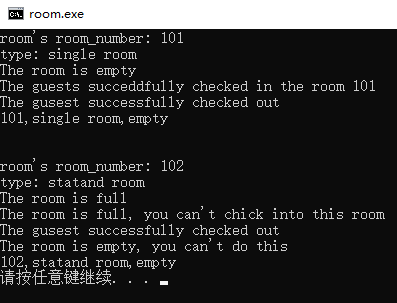 room.exe
room's room_number: 101
type: single room
The room is empty
The guests succeddfully checked in the room 101
The gusest successfully checked out
101,single room,empty
room's room_number: 102
type: statand room
The room is full
The room is full, you can't chick into this room
The gusest successfully checked out
The room is empty, you can't do this
102,statand room,empty
请按任意键继续. . .